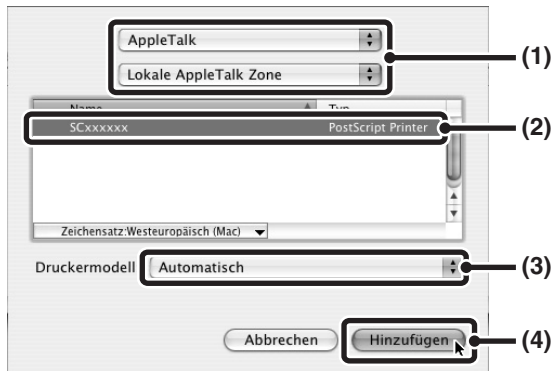 AppleTalk
(1)
Lokale AppleTalk Zone
Name Typ
SCxxxxxx PostScript Printer (2)
Zeichensatz:Westeuropäisch (Mac)
Druckermodell Automatisch (3)
Abbrechen Hinzufügen (4)